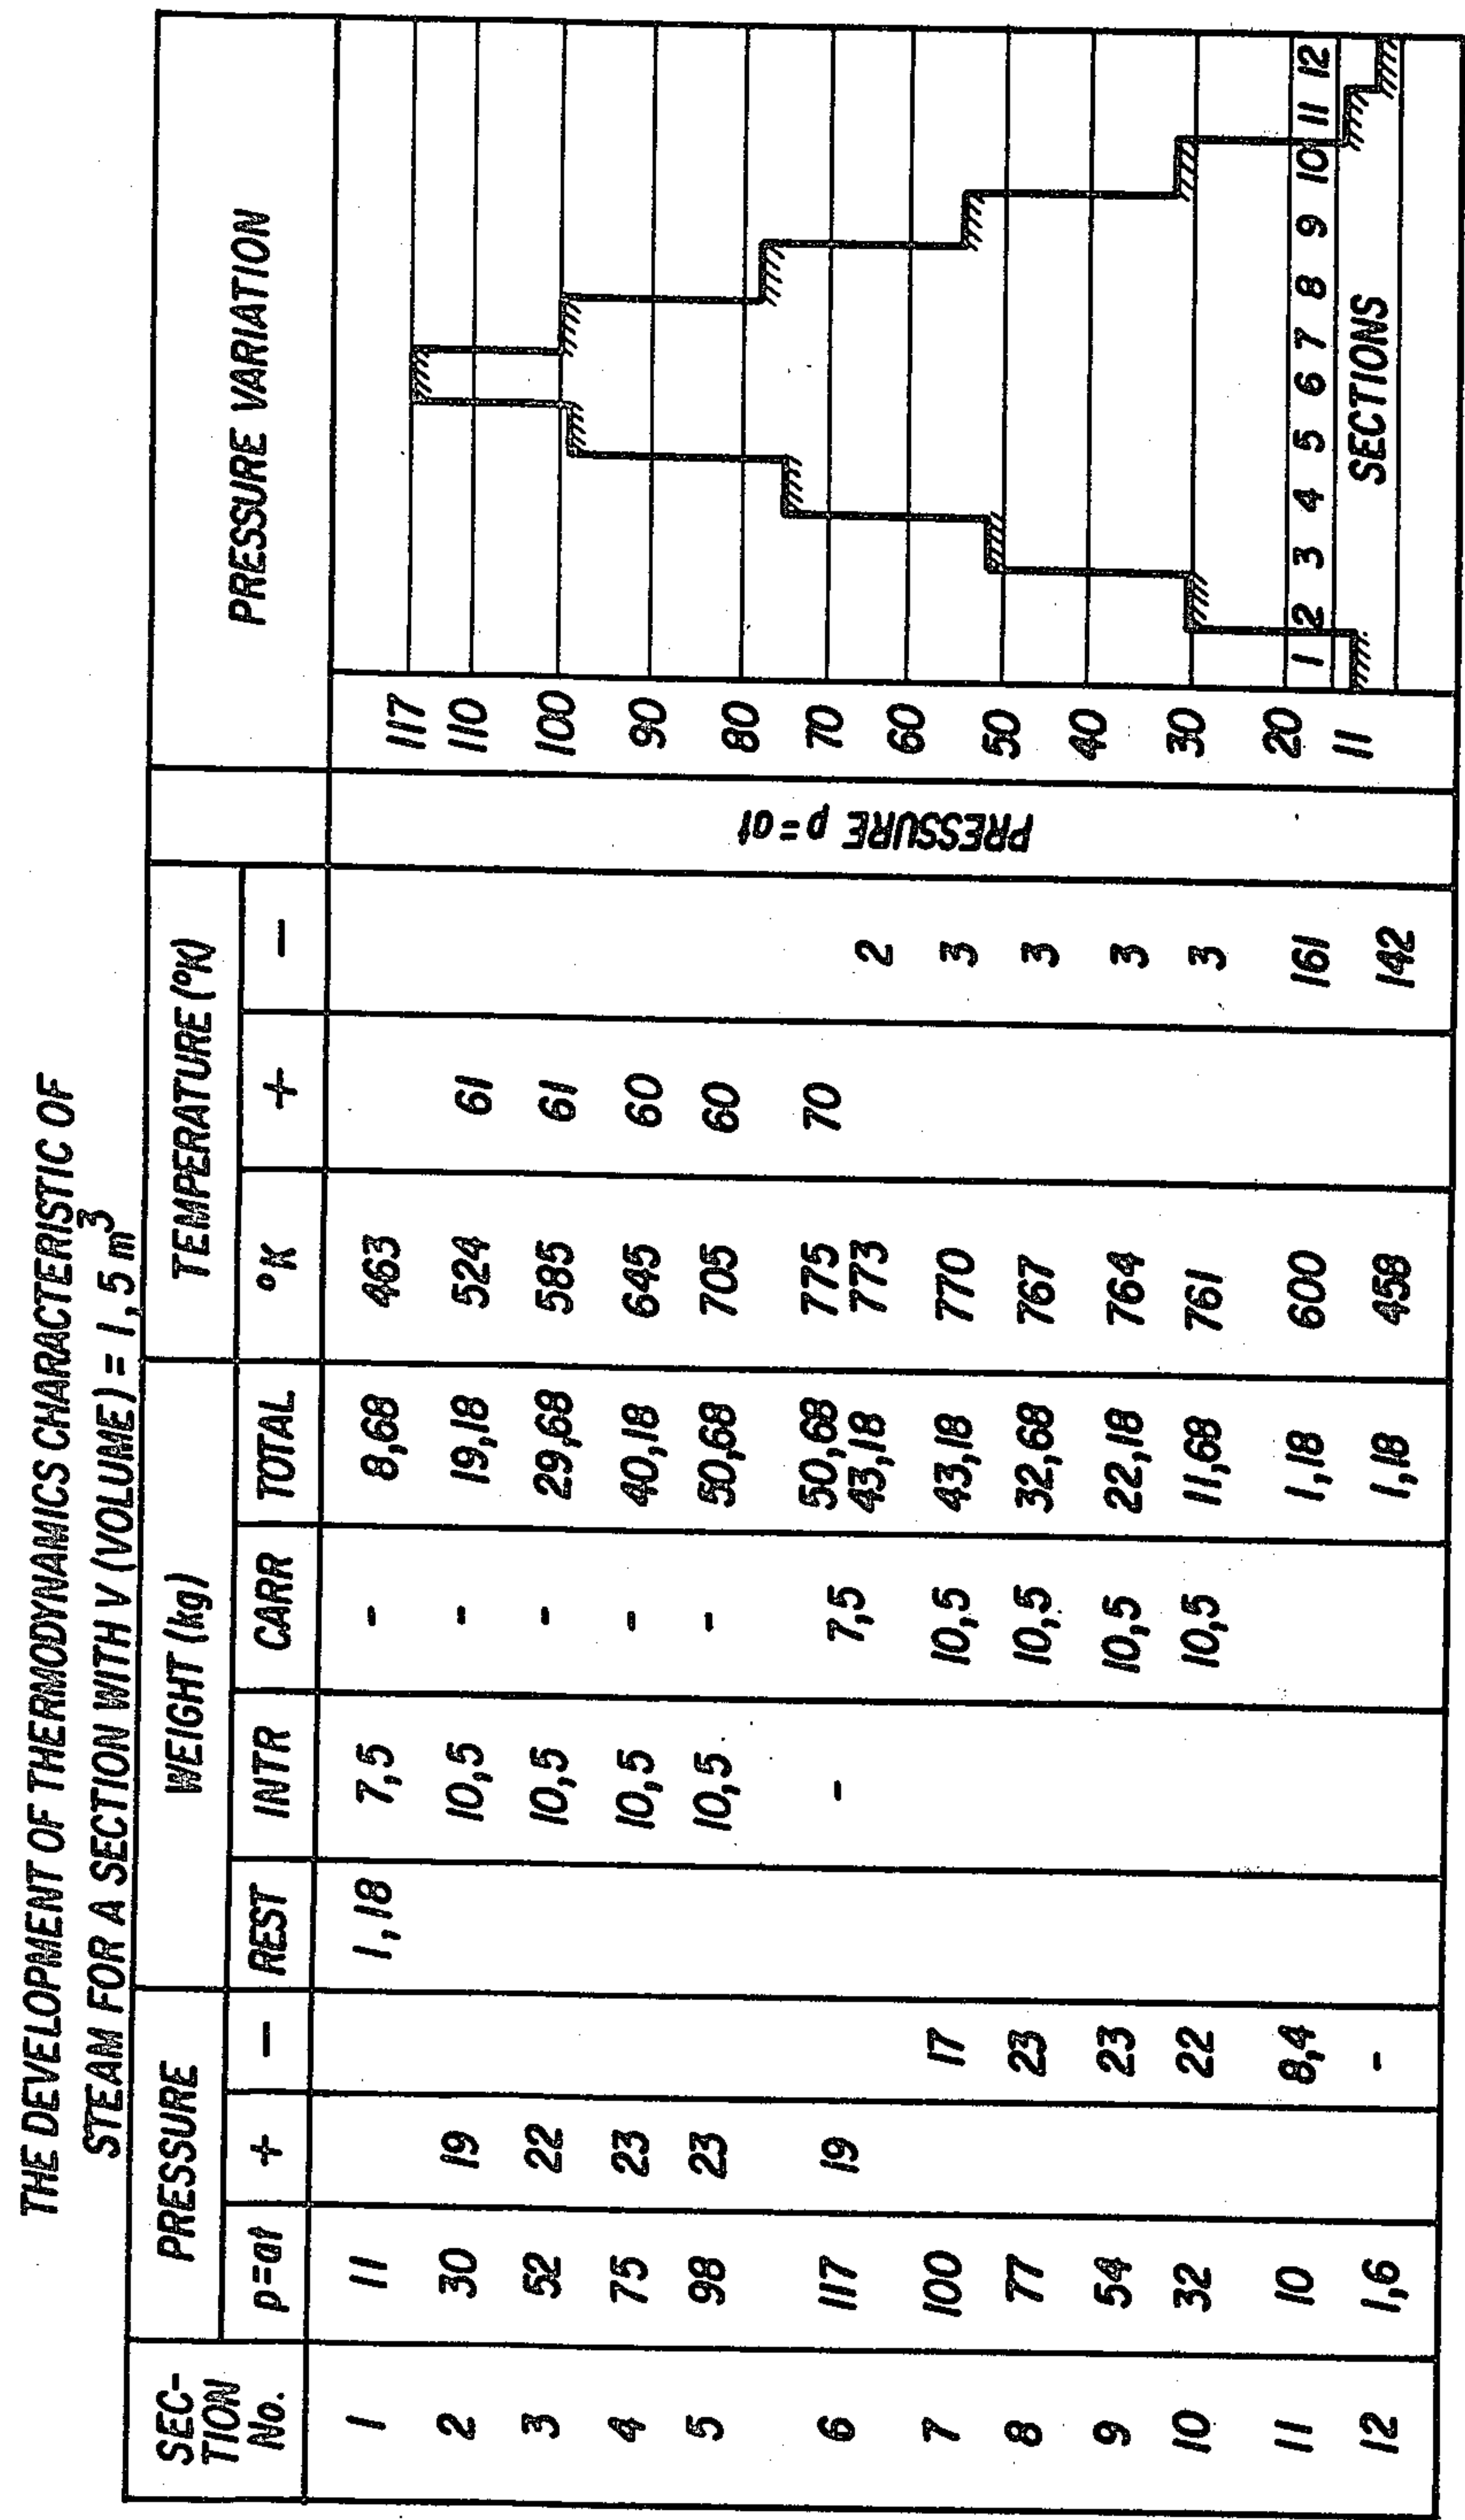 THE DEVELOPMENT OF THERMODYNAMICS CHARACTERISTIC OF
STEAM FOR A SECTION WITH V (VOLUME) = 1,5 m³
SEC- PRESSURE WEIGHT (kg) TEMPERATURE (°K) PRESSURE VARIATION
TION
No. p=at + - REST INTR CARR TOTAL °K + -
1 11 1,18 7,5 - 8,68 463
2 30 19 10,5 - 19,18 524 61
3 52 22 10,5 - 29,68 585 61
4 75 23 10,5 - 40,18 645 60
5 98 23 10,5 - 50,68 705 60
6 117 19 - 7,5 50,68 775 70
43,18 773 2
7 100 17 10,5 43,18 770 3
8 77 23 10,5 32,68 767 3
9 54 23 10,5 22,18 764 3
10 32 22 10,5 11,68 761 3
11 10 8,4 1,18 600 161
12 1,6 - 1,18 458 142
PRESSURE p=at
117
110
100
90
80
70
60
50
40
30
20
11
1 2 3 4 5 6 7 8 9 10 11 12
SECTIONS